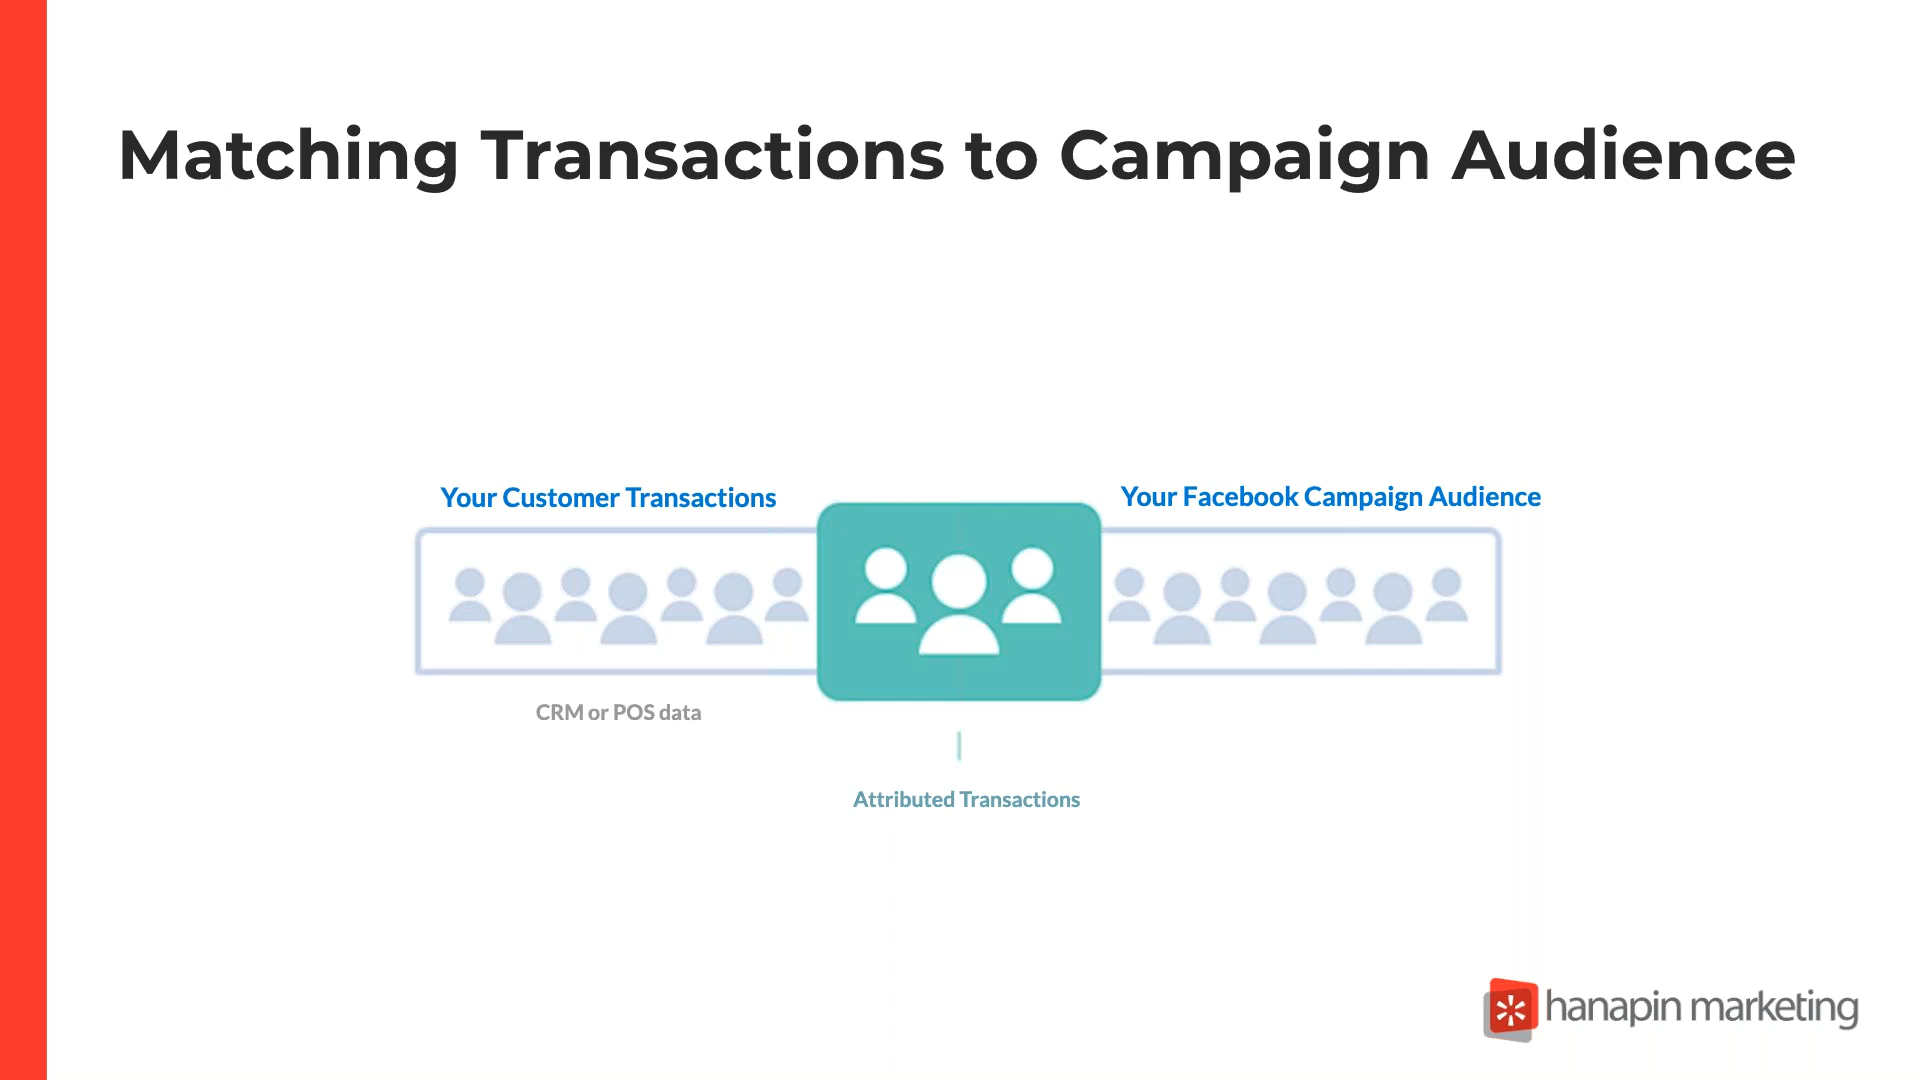 Matching Transactions to Campaign Audience
Your Customer Transactions
Your Facebook Campaign Audience
CRM or POS data
Attributed Transactions
hanapin marketing